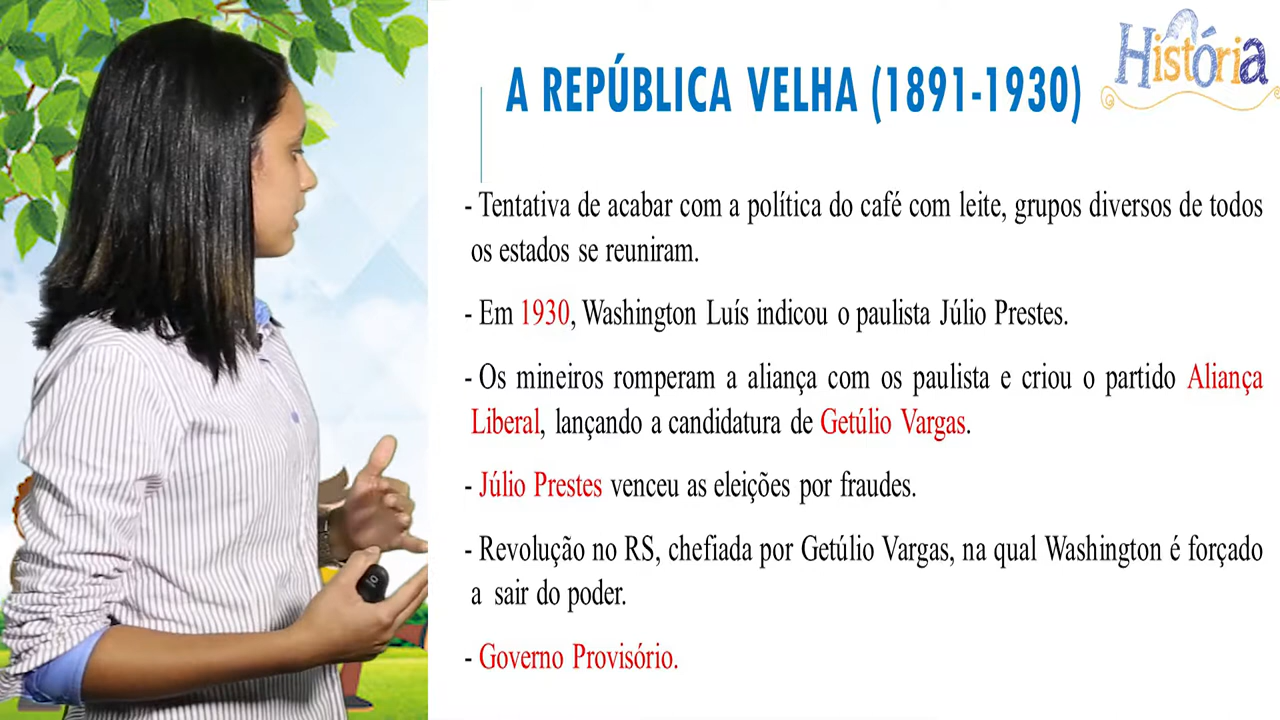 História
A REPÚBLICA VELHA (1891-1930)
- Tentativa de acabar com a política do café com leite, grupos diversos de todos
os estados se reuniram.
- Em 1930, Washington Luís indicou o paulista Júlio Prestes.
- Os mineiros romperam a aliança com os paulista e criou o partido Aliança
Liberal, lançando a candidatura de Getúlio Vargas.
- Júlio Prestes venceu as eleições por fraudes.
- Revolução no RS, chefiada por Getúlio Vargas, na qual Washington é forçado
a sair do poder.
- Governo Provisório.